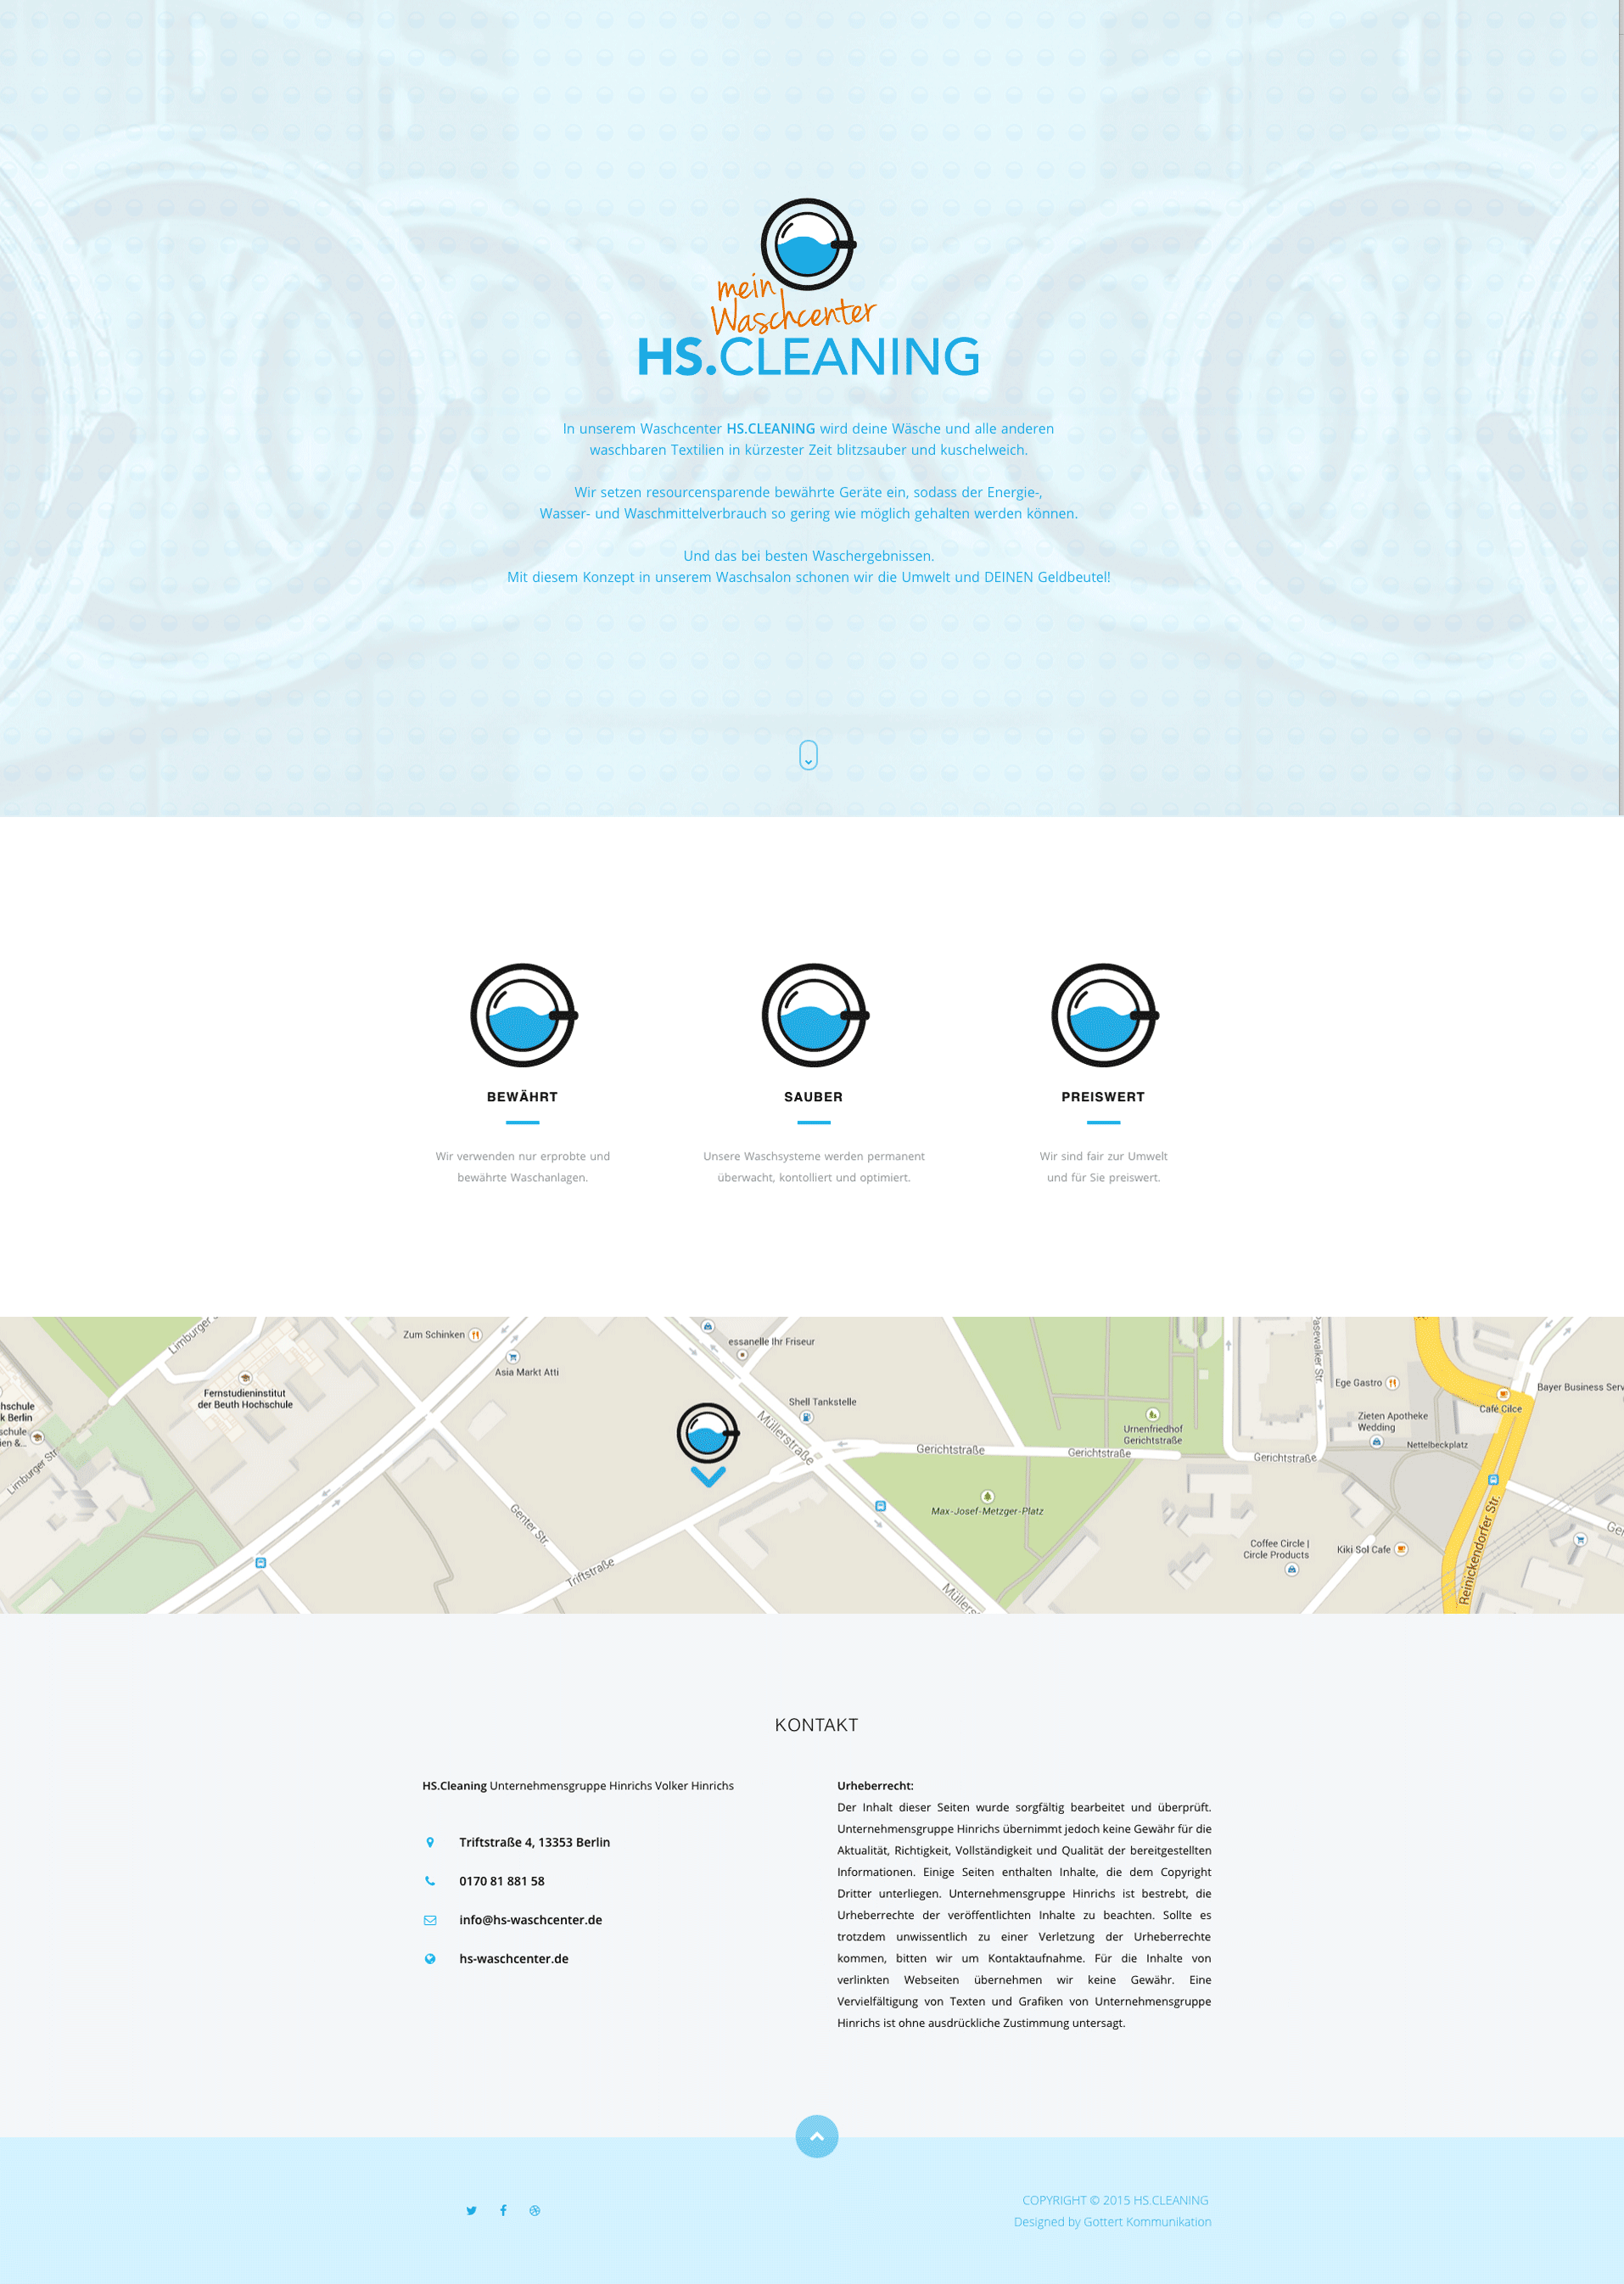 mein
Waschcenter
HS.CLEANING
In unserem Waschcenter HS.CLEANING wird deine Wäsche und alle anderen
waschbaren Textilien in kürzester Zeit blitzsauber und kuschelweich.
Wir setzen resourcensparende bewährte Geräte ein, sodass der Energie-,
Wasser- und Waschmittelverbrauch so gering wie möglich gehalten werden können.
Und das bei besten Waschergebnissen.
Mit diesem Konzept in unserem Waschsalon schonen wir die Umwelt und DEINEN Geldbeutel!
BEWÄHRT
SAUBER
PREISWERT
Wir verwenden nur erprobte und
bewährte Waschanlagen.
Unsere Waschsysteme werden permanent
überwacht, kontolliert und optimiert.
Wir sind fair zur Umwelt
und für Sie preiswert.
Limburger
Zum Schinken
Asia Markt Atti
essanelle Ihr Friseur
Fernstudieninstitut
der Beuth Hochschule
hschule
k Berlin
schule
ien &...
Limburger Str.
Shell Tankstelle
Müllerstraße
Gerichtstraße
Gerichtstraße
Gerichtstraße
Urnenfriedhof
Gerichtstraße
asewalker Str.
Ege Gastro
Zieten Apotheke
Wedding
Nettelbeckplatz
Café Cilce
Bayer Business Serv
Max-Josef-Metzger-Platz
Genter Str.
Triftstraße
Müllers
Coffee Circle |
Circle Products
Kiki Sol Cafe
Reinickendorfer Str.
Ger
KONTAKT
HS.Cleaning Unternehmensgruppe Hinrichs Volker Hinrichs
Triftstraße 4, 13353 Berlin
0170 81 881 58
info@hs-waschcenter.de
hs-waschcenter.de
Urheberrecht:
Der Inhalt dieser Seiten wurde sorgfältig bearbeitet und überprüft.
Unternehmensgruppe Hinrichs übernimmt jedoch keine Gewähr für die
Aktualität, Richtigkeit, Vollständigkeit und Qualität der bereitgestellten
Informationen. Einige Seiten enthalten Inhalte, die dem Copyright
Dritter unterliegen. Unternehmensgruppe Hinrichs ist bestrebt, die
Urheberrechte der veröffentlichten Inhalte zu beachten. Sollte es
trotzdem unwissentlich zu einer Verletzung der Urheberrechte
kommen, bitten wir um Kontaktaufnahme. Für die Inhalte von
verlinkten Webseiten übernehmen wir keine Gewähr. Eine
Vervielfältigung von Texten und Grafiken von Unternehmensgruppe
Hinrichs ist ohne ausdrückliche Zustimmung untersagt.
COPYRIGHT © 2015 HS.CLEANING
Designed by Gottert Kommunikation